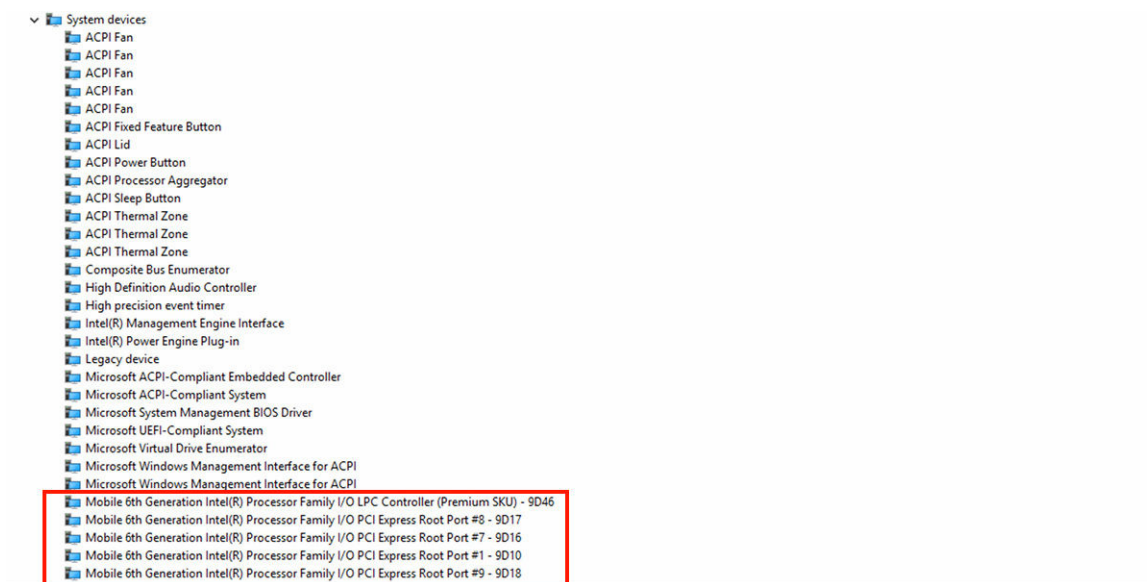 System devices
ACPI Fan
ACPI Fan
ACPI Fan
ACPI Fan
ACPI Fan
ACPI Fixed Feature Button
ACPI Lid
ACPI Power Button
ACPI Processor Aggregator
ACPI Sleep Button
ACPI Thermal Zone
ACPI Thermal Zone
ACPI Thermal Zone
Composite Bus Enumerator
High Definition Audio Controller
High precision event timer
Intel(R) Management Engine Interface
Intel(R) Power Engine Plug-in
Legacy device
Microsoft ACPI-Compliant Embedded Controller
Microsoft ACPI-Compliant System
Microsoft System Management BIOS Driver
Microsoft UEFI-Compliant System
Microsoft Virtual Drive Enumerator
Microsoft Windows Management Interface for ACPI
Microsoft Windows Management Interface for ACPI
Mobile 6th Generation Intel(R) Processor Family I/O LPC Controller (Premium SKU) - 9D46
Mobile 6th Generation Intel(R) Processor Family I/O PCI Express Root Port #8 - 9D17
Mobile 6th Generation Intel(R) Processor Family I/O PCI Express Root Port #7 - 9D16
Mobile 6th Generation Intel(R) Processor Family I/O PCI Express Root Port #1 - 9D10
Mobile 6th Generation Intel(R) Processor Family I/O PCI Express Root Port #9 - 9D18